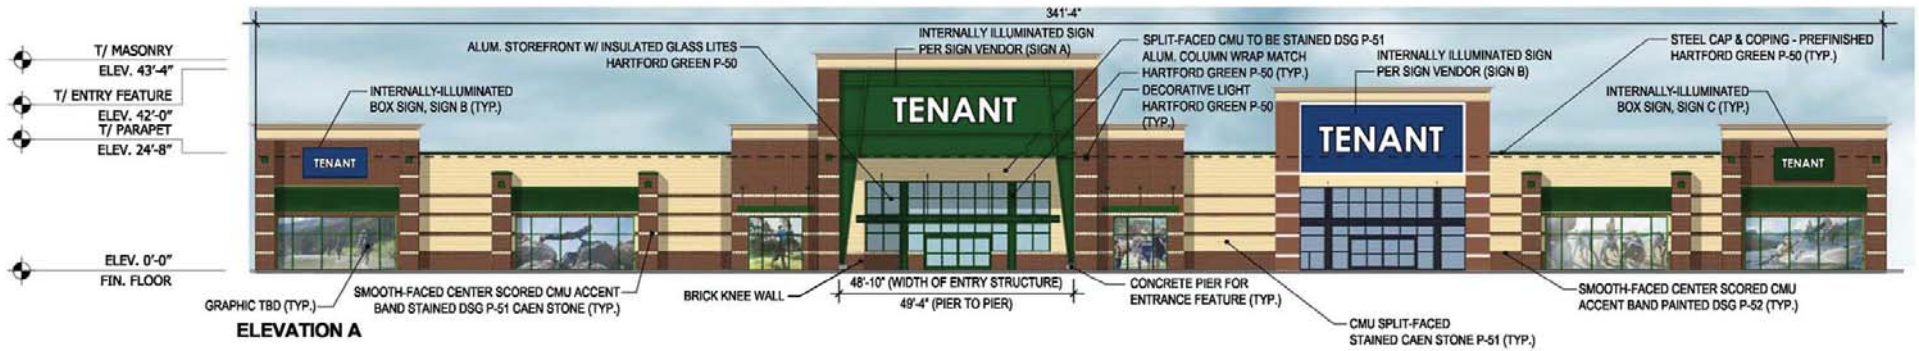 341'-4"
T/ MASONRY
ELEV. 43'-4"
T/ ENTRY FEATURE
ELEV. 42'-0"
T/ PARAPET
ELEV. 24'-8"
ELEV. 0'-0"
FIN. FLOOR
INTERNALLY-ILLUMINATED
BOX SIGN, SIGN B (TYP.)
ALUM. STOREFRONT W/ INSULATED GLASS LITES
HARTFORD GREEN P-50
INTERNALLY ILLUMINATED SIGN
PER SIGN VENDOR (SIGN A)
SPLIT-FACED CMU TO BE STAINED DSG P-51
ALUM. COLUMN WRAP MATCH
HARTFORD GREEN P-50 (TYP.)
DECORATIVE LIGHT
HARTFORD GREEN P-50
(TYP.)
INTERNALLY ILLUMINATED SIGN
PER SIGN VENDOR (SIGN B)
STEEL CAP & COPING - PREFINISHED
HARTFORD GREEN P-50 (TYP.)
INTERNALLY-ILLUMINATED
BOX SIGN, SIGN C (TYP.)
TENANT
TENANT
TENANT
TENANT
GRAPHIC TBD (TYP.)
SMOOTH-FACED CENTER SCORED CMU ACCENT
BAND STAINED DSG P-51 CAEN STONE (TYP.)
BRICK KNEE WALL
48'-10" (WIDTH OF ENTRY STRUCTURE)
49'-4" (PIER TO PIER)
CONCRETE PIER FOR
ENTRANCE FEATURE (TYP.)
CMU SPLIT-FACED
STAINED CAEN STONE P-51 (TYP.)
SMOOTH-FACED CENTER SCORED CMU
ACCENT BAND PAINTED DSG P-52 (TYP.)
ELEVATION A